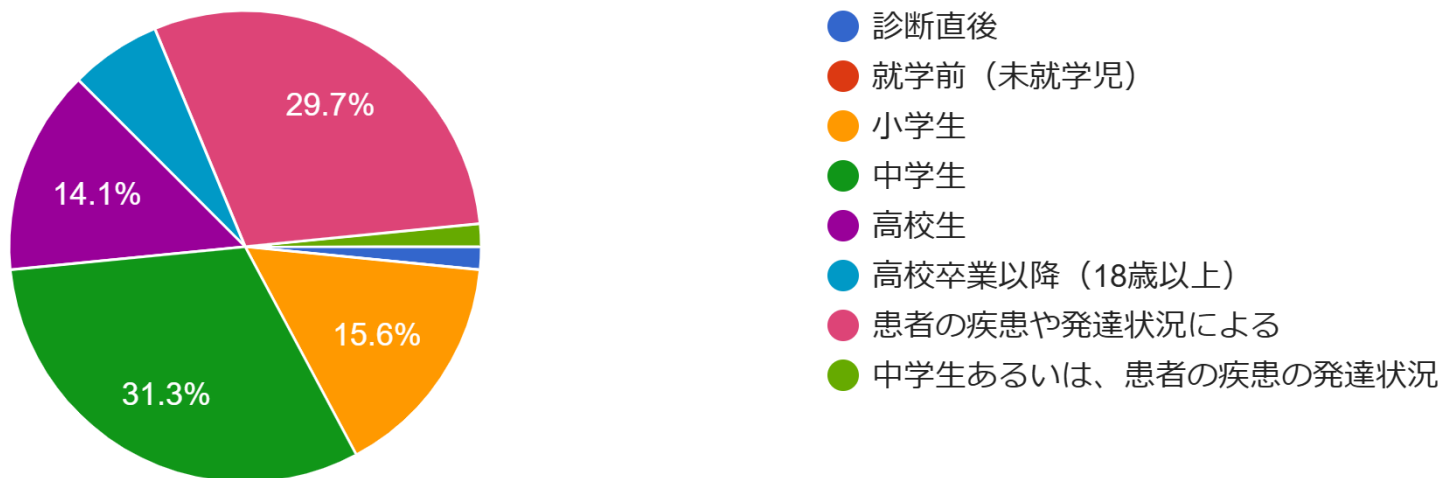 29.7%
14.1%
15.6%
31.3%
診断直後
就学前（未就学児）
小学生
中学生
高校生
高校卒業以降（18歳以上）
患者の疾患や発達状況による
中学生あるいは、患者の疾患の発達状況